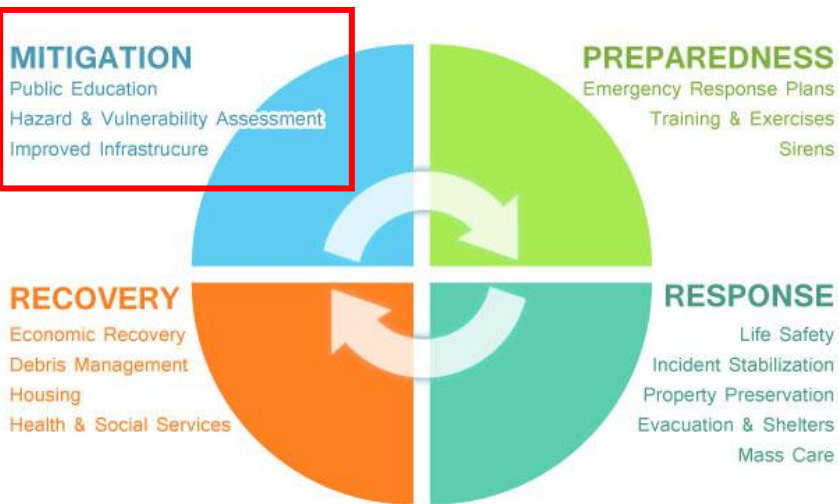 MITIGATION
Public Education
Hazard & Vulnerability Assessment
Improved Infrastrucure
PREPAREDNESS
Emergency Response Plans
Training & Exercises
Sirens
RECOVERY
Economic Recovery
Debris Management
Housing
Health & Social Services
RESPONSE
Life Safety
Incident Stabilization
Property Preservation
Evacuation & Shelters
Mass Care